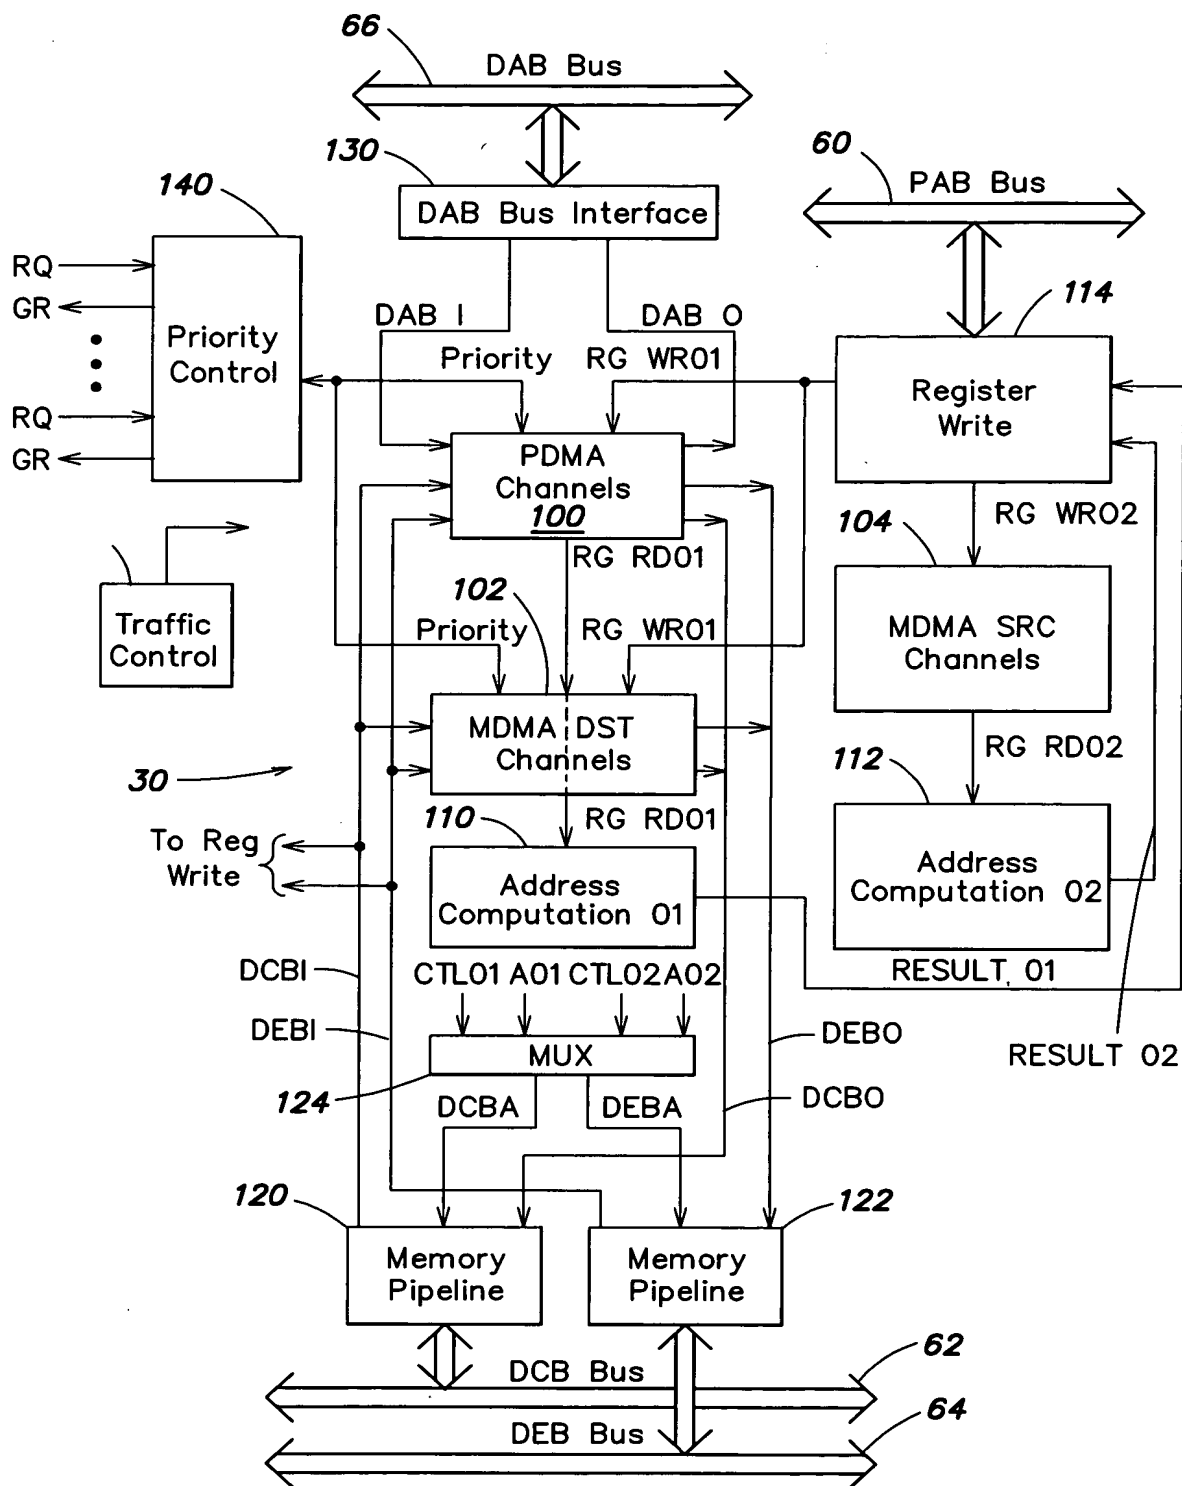 66
DAB Bus
130
DAB Bus Interface
60
PAB Bus
140
RQ
GR
RQ
GR
Priority
Control
DAB I
DAB O
Priority
RG WR01
114
Register
Write
PDMA
Channels
100
RG RD01
RG WR02
104
MDMA SRC
Channels
Traffic
Control
102
Priority
RG WR01
MDMA DST
Channels
RG RD02
30
112
110
RG RD01
To Reg
Write
Address
Computation 01
Address
Computation 02
RESULT 01
DCBI
CTL01 A01 CTL02 A02
DEBI
MUX
DEBO
RESULT 02
124
DCBA
DEBA
DCBO
120
122
Memory
Pipeline
Memory
Pipeline
DCB Bus
62
DEB Bus
64